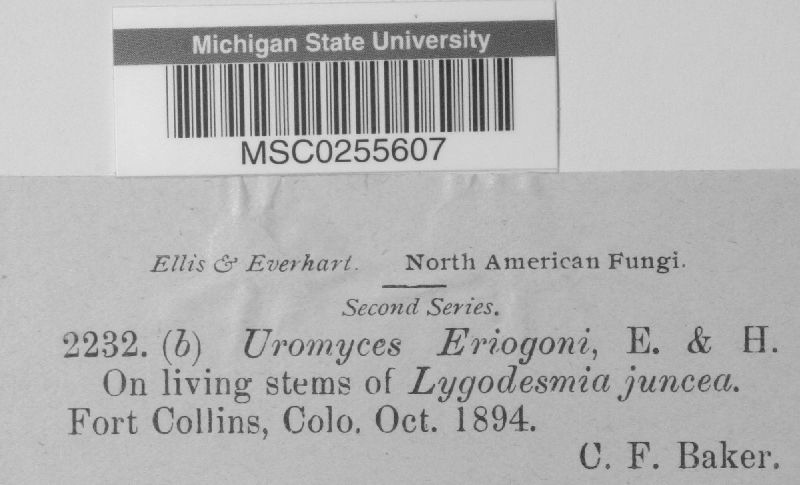 Michigan State University
MSC0255607
Ellis & Everhart. North American Fungi.
Second Series.
2232. (b) Uromyces Eriogoni, E. & H.
On living stems of Lygodesmia juncea.
Fort Collins, Colo. Oct. 1894.
C. F. Baker.